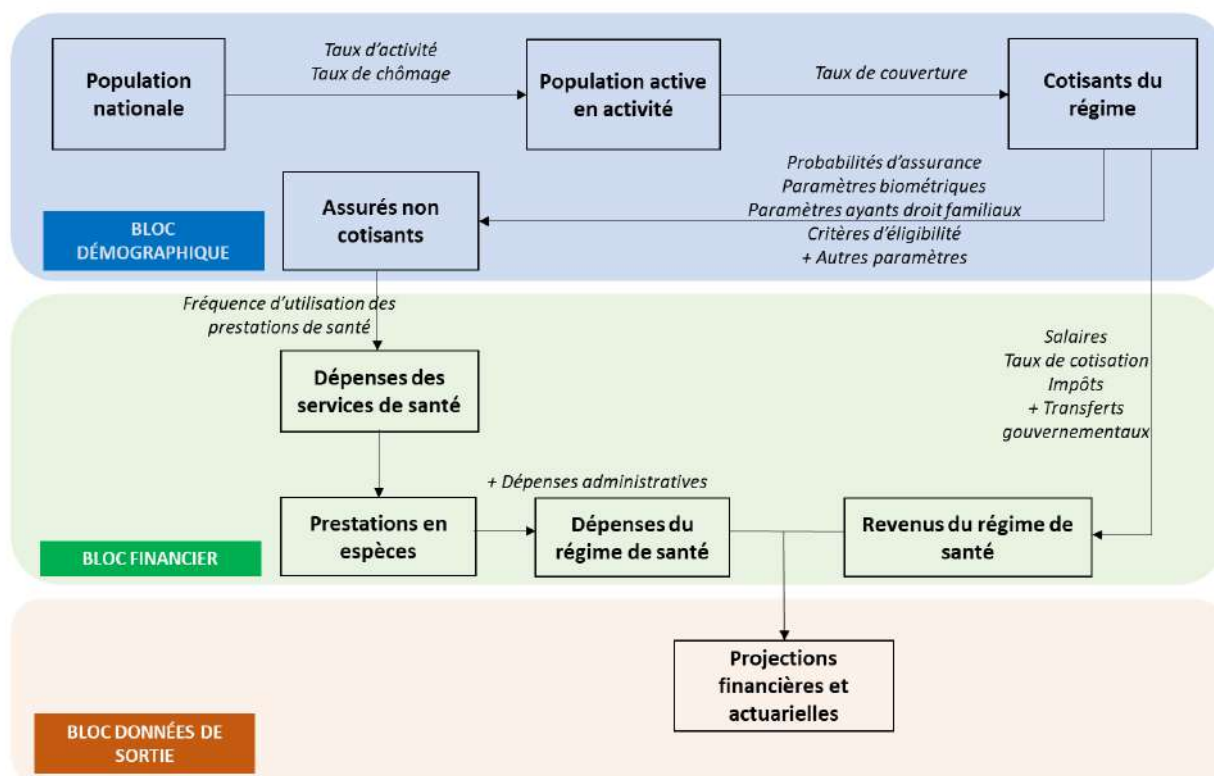 Population
nationale
Taux d’activité
Taux de chômage
Population active
en activité
Taux de couverture
Cotisants du
régime
Probabilités d’assurance
Paramètres biométriques
Paramètres ayants droit familiaux
Critères d’éligibilité
+ Autres paramètres
Assurés non
cotisants
BLOC
DÉMOGRAPHIQUE
Fréquence d’utilisation des
prestations de santé
Salaires
Taux de cotisation
Impôts
+ Transferts
gouvernementaux
Dépenses des
services de santé
+ Dépenses administratives
Prestations en
espèces
Dépenses du
régime de santé
Revenus du régime de
santé
BLOC FINANCIER
Projections
financières et
actuarielles
BLOC DONNÉES DE
SORTIE